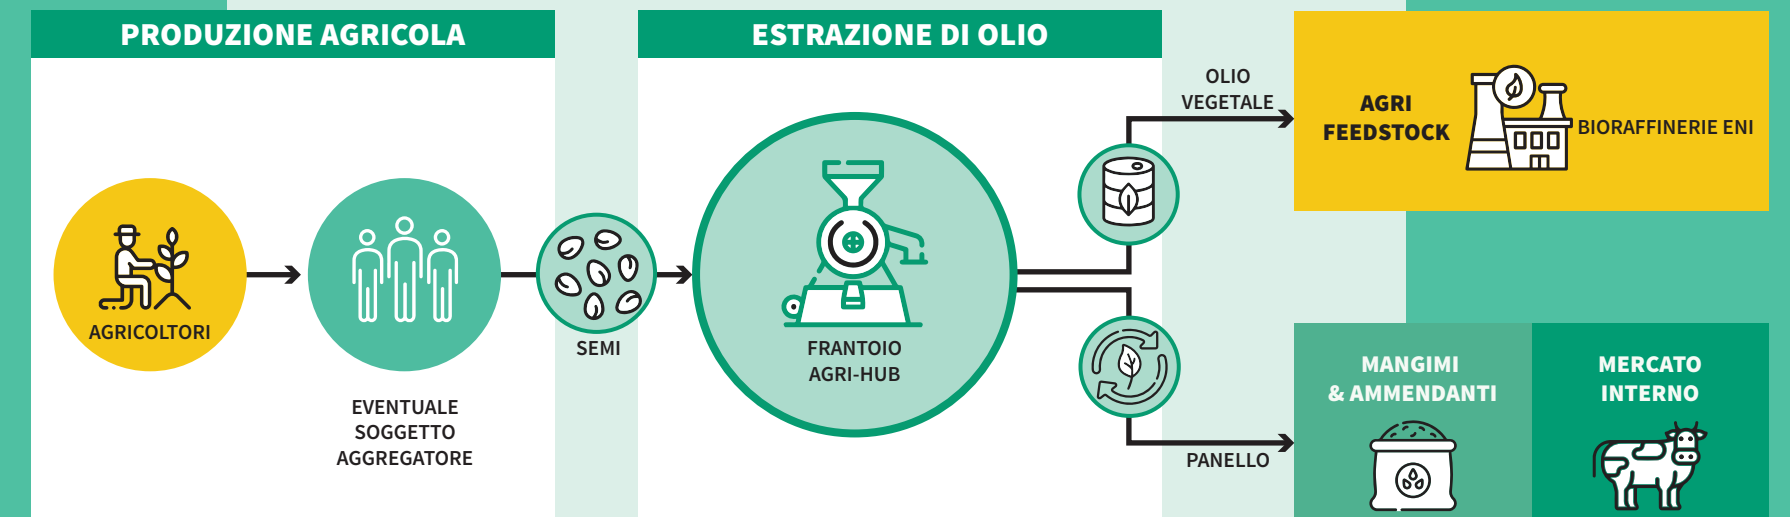 PRODUZIONE AGRICOLA
AGRICOLTORI
EVENTUALE
SOGGETTO
AGGREGATORE
SEMI
ESTRAZIONE DI OLIO
FRANTOIO
AGRI-HUB
OLIO
VEGETALE
AGRI
FEEDSTOCK
BIORAFFINERIE ENI
PANELLO
MANGIMI
& AMMENDANTI
MERCATO
INTERNO